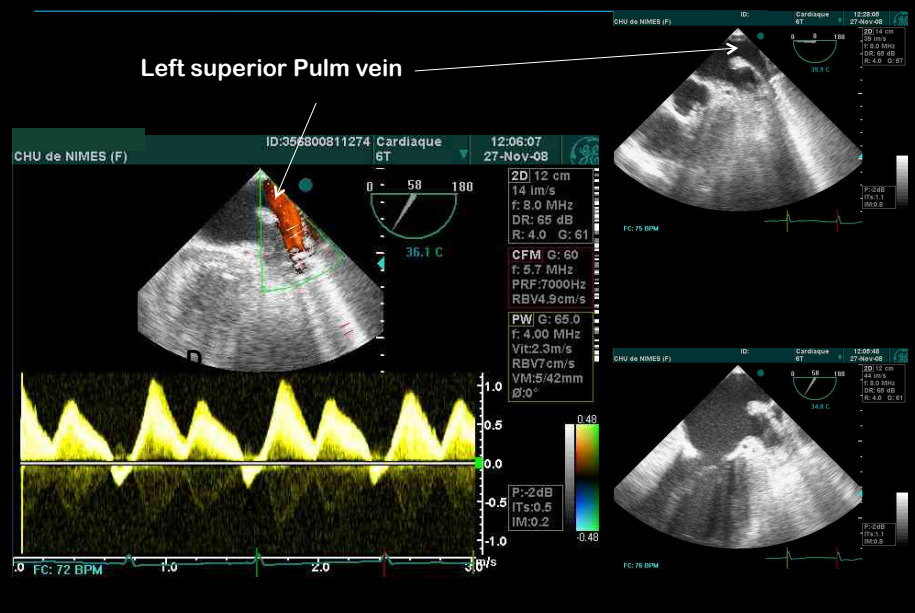 Left superior Pulm vein
CHU de NIMES (F)
ID:356800811274
Cardiaque
6T
12:06:07
27-Nov-08
0 58 180
36.1 C
2D 12 cm
14 im/s
f: 8.0 MHz
DR: 65 dB
R: 4.0 G: 61
CFM G: 60
f: 5.7 MHz
PRF:7000Hz
RBV4.9cm/s
PW G: 65.0
f: 4.00 MHz
Vit:2.3m/s
RBV7cm/s
VM:5/42mm
Ø:0°
P:-2dB
ITs:0.5
IM:0.2
0.48
-0.48
1.0
0.5
0.0
-0.5
-1.0
m/s
.0
1.0
2.0
FC: 72 BPM
CHU de NIMES (F)
ID:
Cardiaque
6T
12:28:05
27-Nov-08
0 0 180
39.9 C
2D 14 cm
39 im/s
f: 8.0 MHz
DR: 65 dB
R: 4.0 G: 57
P:-2dB
ITs:1.1
IM:0.8
FC: 75 BPM
CHU de NIMES (F)
ID:
Cardiaque
6T
12:05:48
27-Nov-08
0 58 180
34.8 C
2D 12 cm
44 im/s
f: 8.0 MHz
DR: 65 dB
R: 4.0 G: 61
P:-2dB
ITs:1.1
IM:0.8
FC: 76 BPM